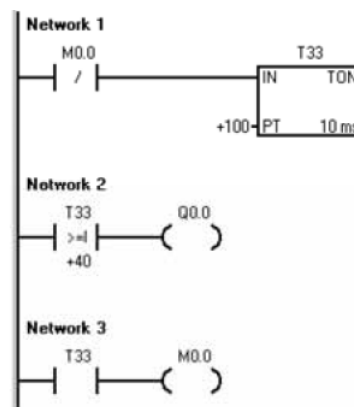 Network 1
M0.0
/
T33
IN TON
+100 PT 10 ms
Notwork 2
T33
>=I
+40
Q0.0
Network 3
T33
M0.0